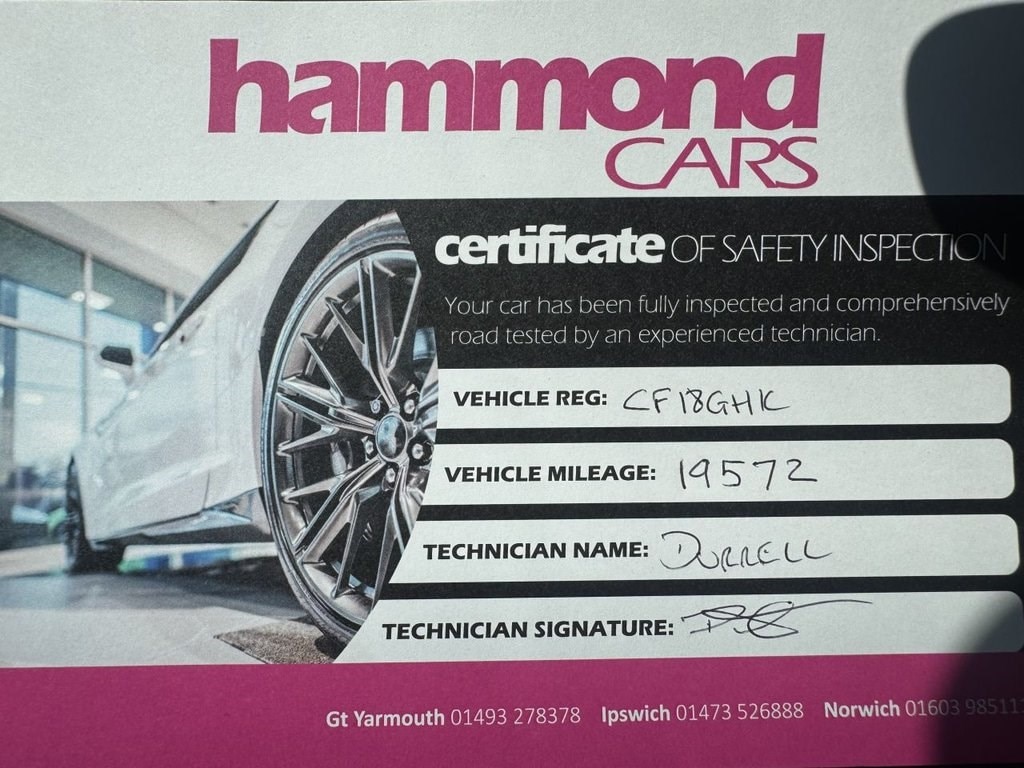 hammond
CARS
certificate OF SAFETY INSPECTION
Your car has been fully inspected and comprehensively
road tested by an experienced technician.
VEHICLE REG: CF18GHK
VEHICLE MILEAGE: 19572
TECHNICIAN NAME: DURRELL
TECHNICIAN SIGNATURE:
Gt Yarmouth 01493 278378 Ipswich 01473 526888 Norwich 01603